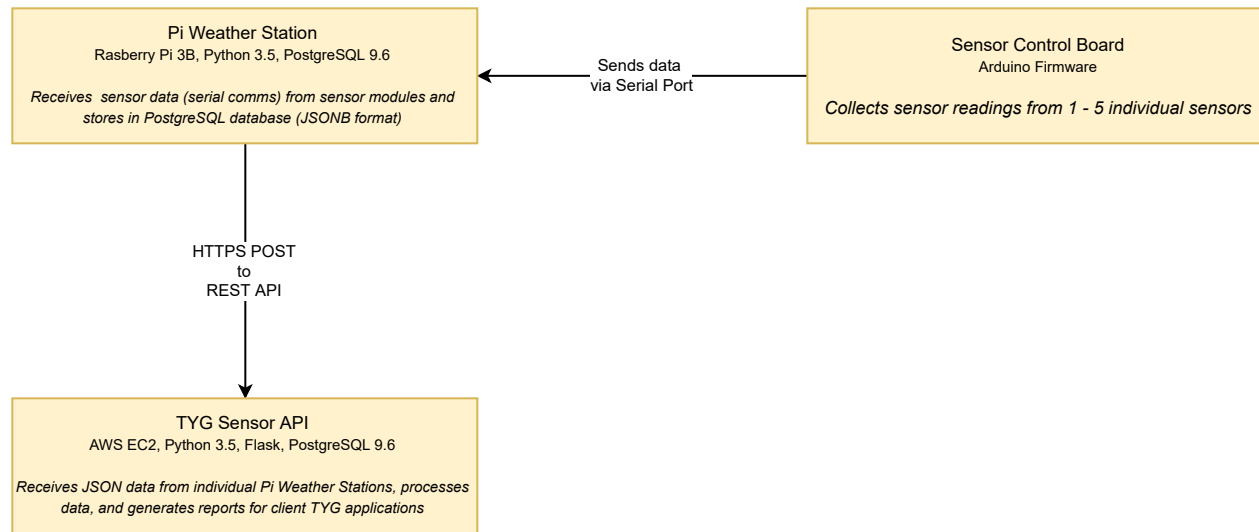 Pi Weather Station
Rasberry Pi 3B, Python 3.5, PostgreSQL 9.6
Receives  sensor data (serial comms) from sensor modules and
stores in PostgreSQL database (JSONB format)
Sends data
via Serial Port
Sensor Control Board
Arduino Firmware
Collects sensor readings from 1 - 5 individual sensors
HTTPS POST
to
REST API
TYG Sensor API
AWS EC2, Python 3.5, Flask, PostgreSQL 9.6
Receives JSON data from individual Pi Weather Stations, processes
data, and generates reports for client TYG applications